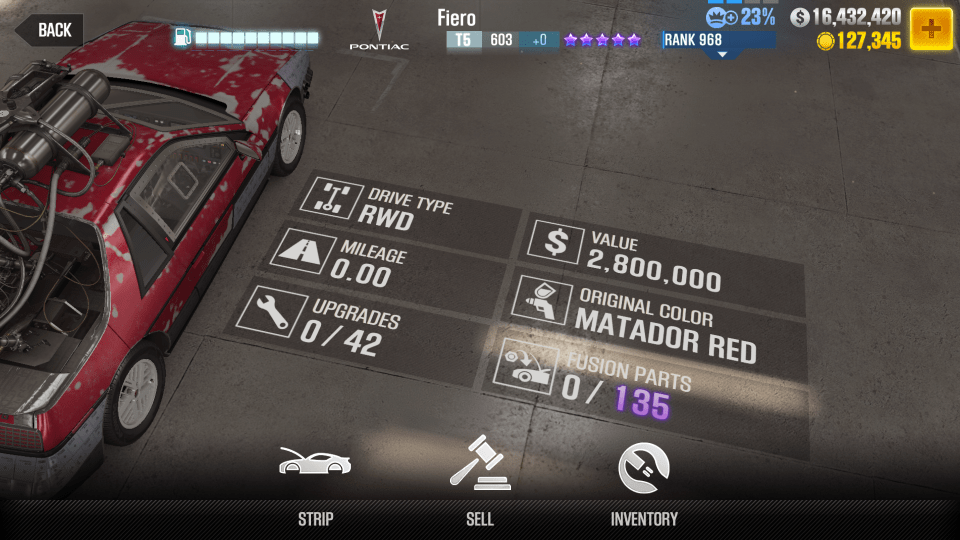 BACK
PONTIAC
Fiero
T5 603 +0
23%
RANK 968
16,432,420
127,345
DRIVE TYPE
RWD
MILEAGE
0.00
UPGRADES
0/42
VALUE
2,800,000
ORIGINAL COLOR
MATADOR RED
FUSION PARTS
0/135
STRIP
SELL
INVENTORY